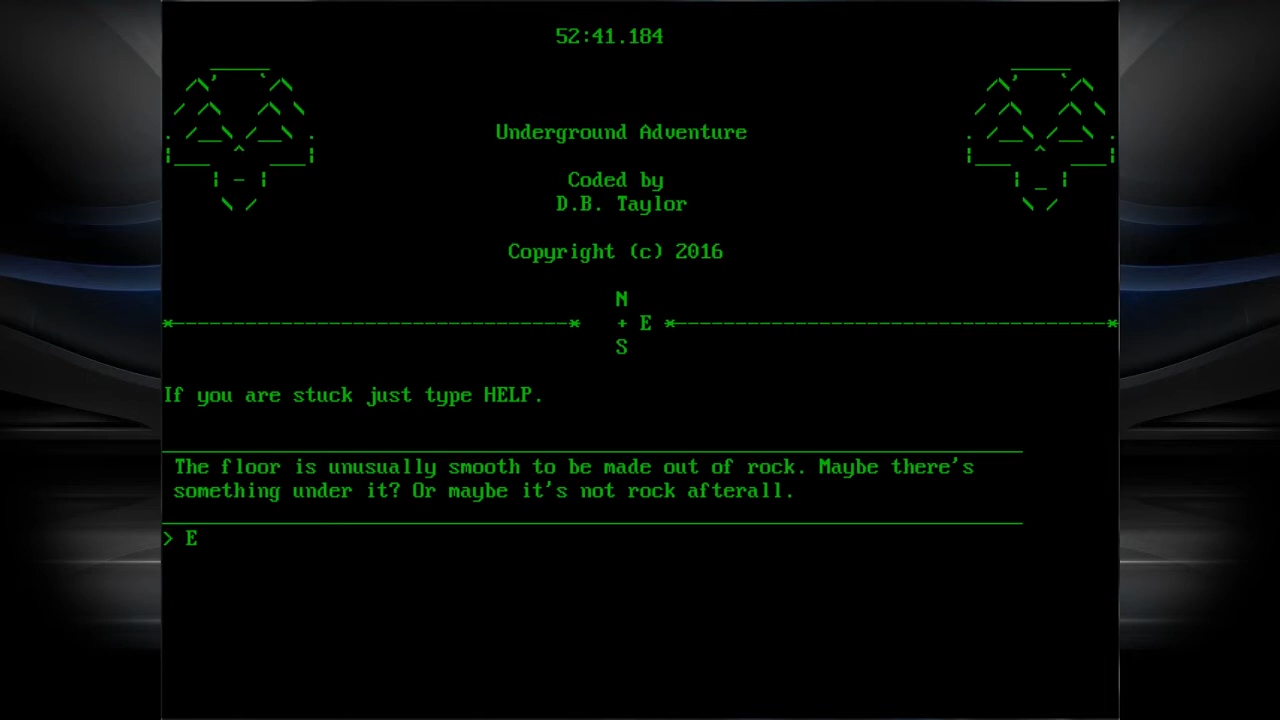 52:41.184
Underground Adventure
Coded by
D.B. Taylor
Copyright (c) 2016
N
+ E
S
If you are stuck just type HELP.
The floor is unusually smooth to be made out of rock. Maybe there's
something under it? Or maybe it's not rock afterall.
> E